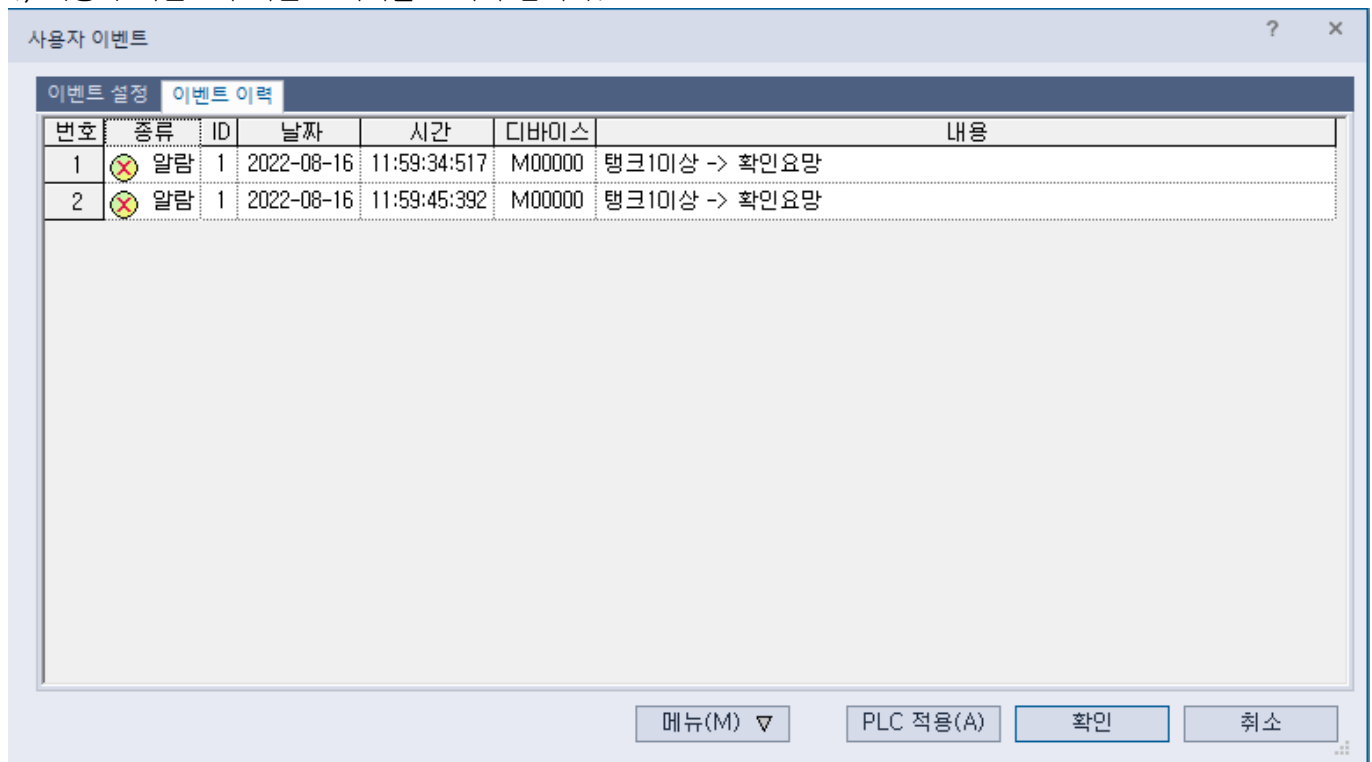 사용자 이벤트 ? ×
이벤트 설정 이벤트 이력
번호 종류 ID 날짜 시간 디바이스 내용
1 알람 1 2022-08-16 11:59:34:517 M00000 탱크1이상 -> 확인요망
2 알람 1 2022-08-16 11:59:45:392 M00000 탱크1이상 -> 확인요망
메뉴(M) ▽ PLC 적용(A) 확인 취소